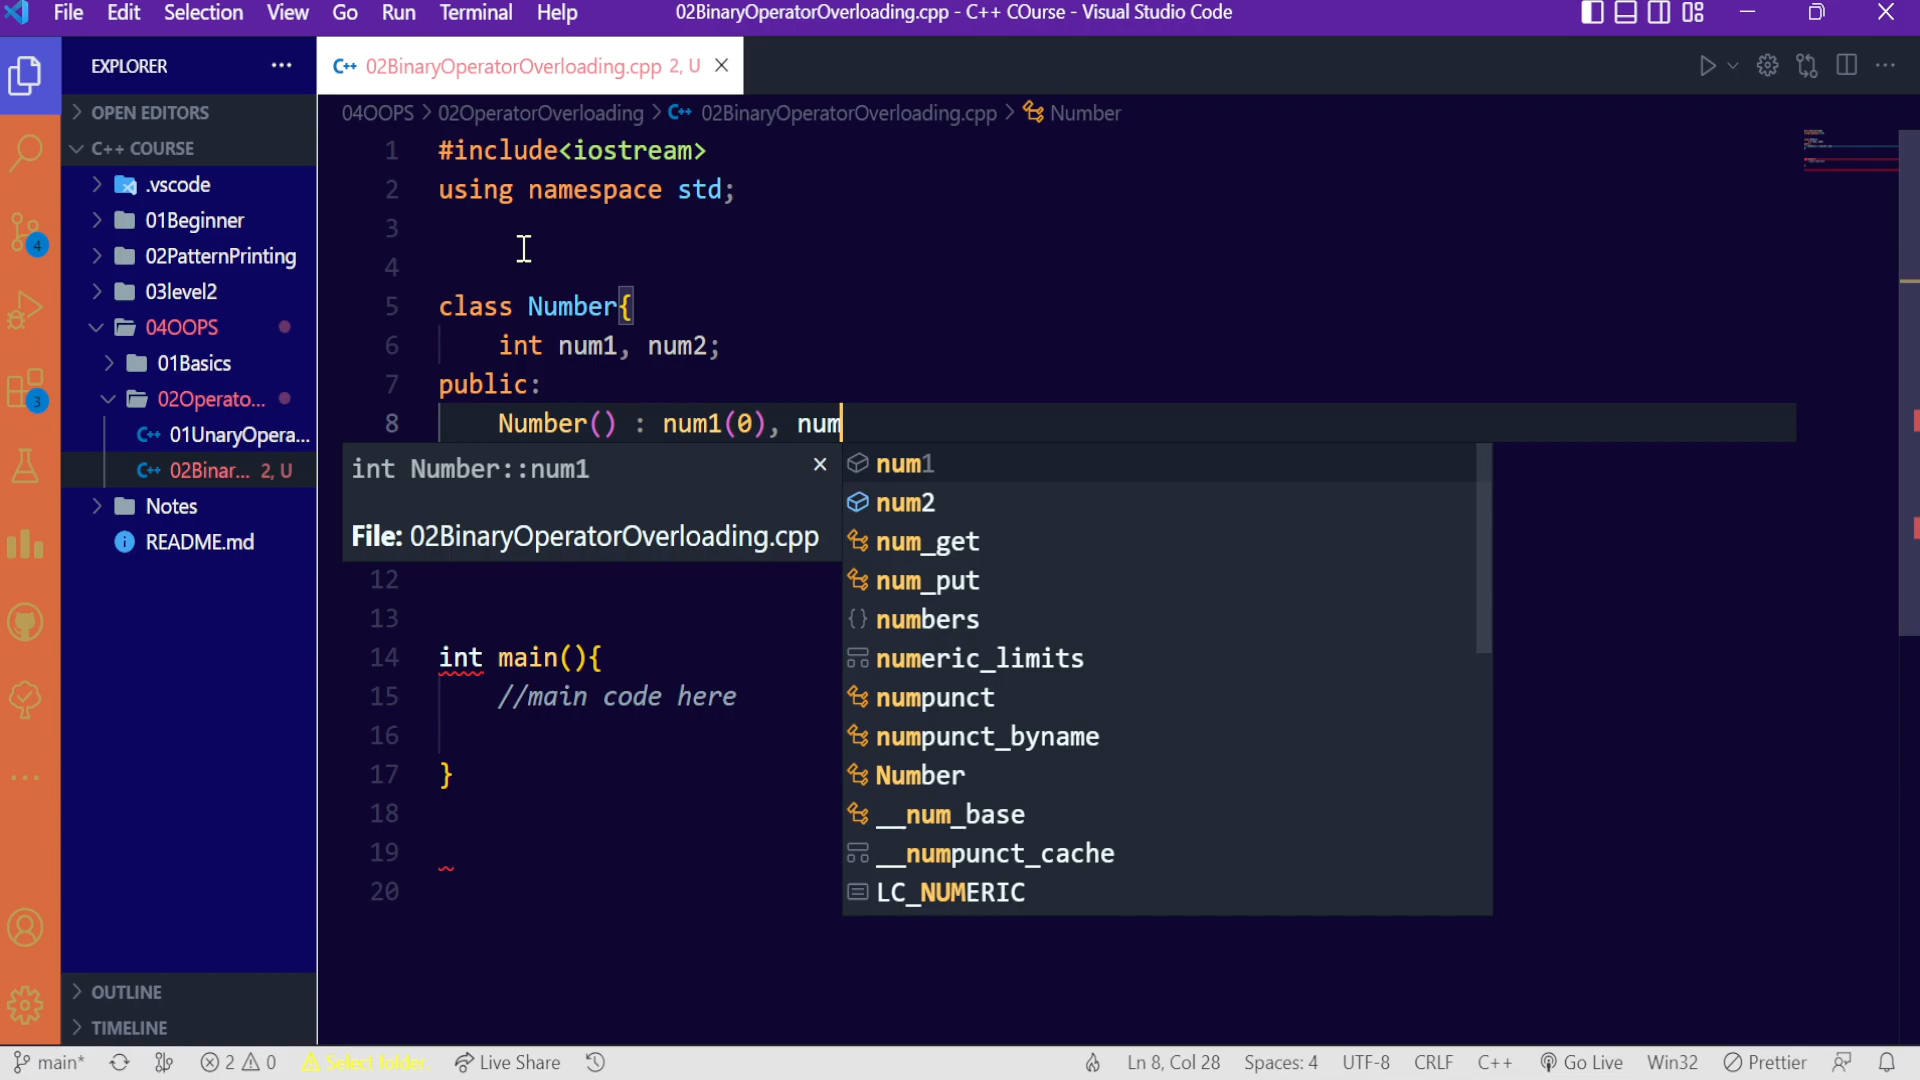 File Edit Selection View Go Run Terminal Help 02BinaryOperatorOverloading.cpp - C++ COurse - Visual Studio Code
EXPLORER
OPEN EDITORS
C++ COURSE
.vscode
01Beginner
02PatternPrinting
03level2
04OOPS
01Basics
02Operato...
01UnaryOpera...
02Binar... 2, U
Notes
README.md
OUTLINE
TIMELINE
4
3
C++ 02BinaryOperatorOverloading.cpp 2, U
04OOPS > 02OperatorOverloading > C++ 02BinaryOperatorOverloading.cpp > Number
1 #include<iostream>
2 using namespace std;
3
4
5 class Number{
6 int num1, num2;
7 public:
8 Number() : num1(0), num
int Number::num1
File: 02BinaryOperatorOverloading.cpp
num1
num2
num_get
num_put
numbers
numeric_limits
numpunct
numpunct_byname
Number
__num_base
__numpunct_cache
LC_NUMERIC
12
13
14 int main(){
15 //main code here
16
17 }
18
19
20
main* 2 0 Select folder. Live Share Ln 8, Col 28 Spaces: 4 UTF-8 CRLF C++ Go Live Win32 Prettier